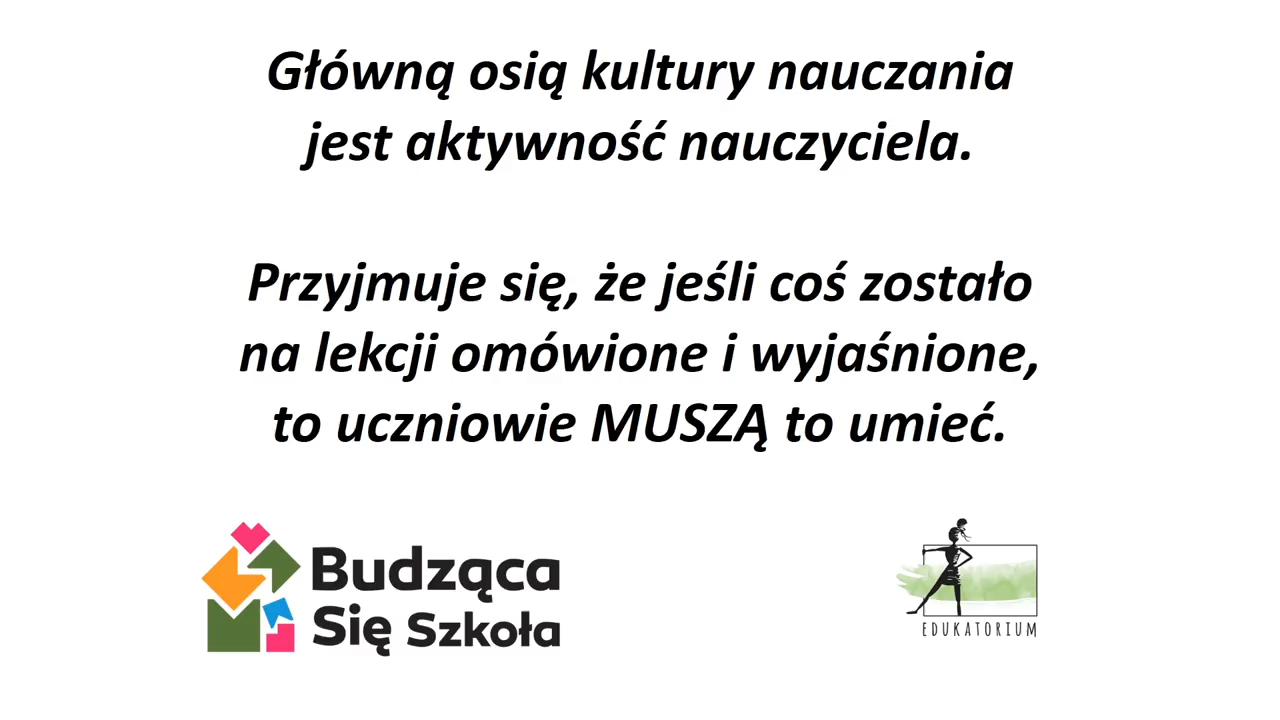 Główną osią kultury nauczania
jest aktywność nauczyciela.
Przyjmuje się, że jeśli coś zostało
na lekcji omówione i wyjaśnione,
to uczniowie MUSZĄ to umieć.
Budząca
Się Szkoła
EDUKATORIUM